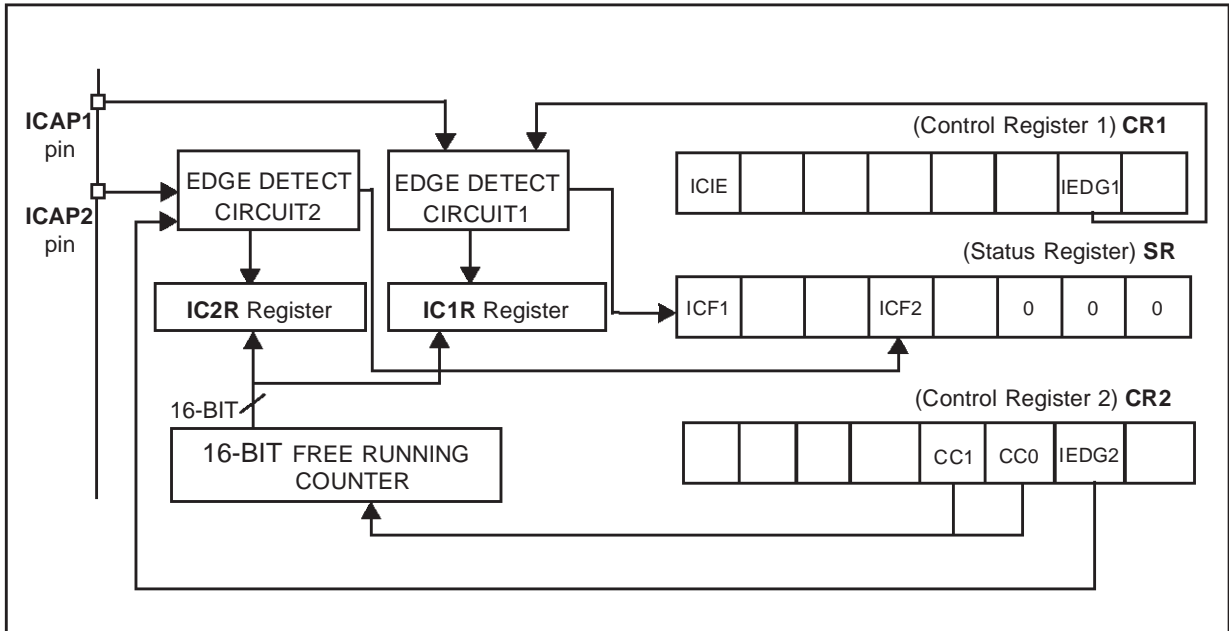 ICAP1
pin
ICAP2
pin
EDGE DETECT
CIRCUIT2
EDGE DETECT
CIRCUIT1
IC2R Register
IC1R Register
16-BIT
16-BIT FREE RUNNING
COUNTER
(Control Register 1) CR1
ICIE
IEDG1
(Status Register) SR
ICF1
ICF2
0
0
0
(Control Register 2) CR2
CC1
CC0
IEDG2